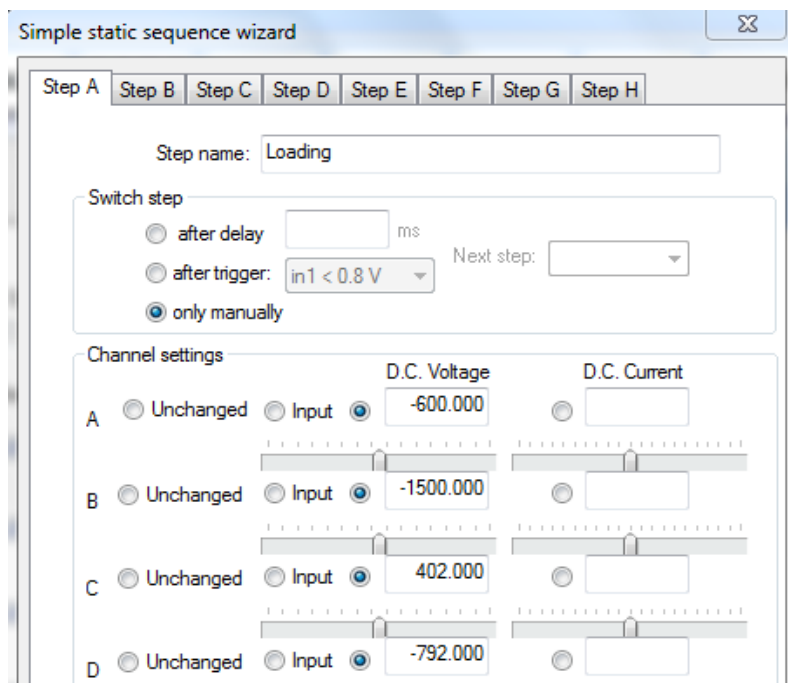 Simple static sequence wizard
Step A Step B Step C Step D Step E Step F Step G Step H
Step name: Loading
Switch step
after delay ms
after trigger: in1 < 0.8 V Next step:
only manually
Channel settings
D.C. Voltage D.C. Current
A Unchanged Input -600.000
B Unchanged Input -1500.000
C Unchanged Input 402.000
D Unchanged Input -792.000